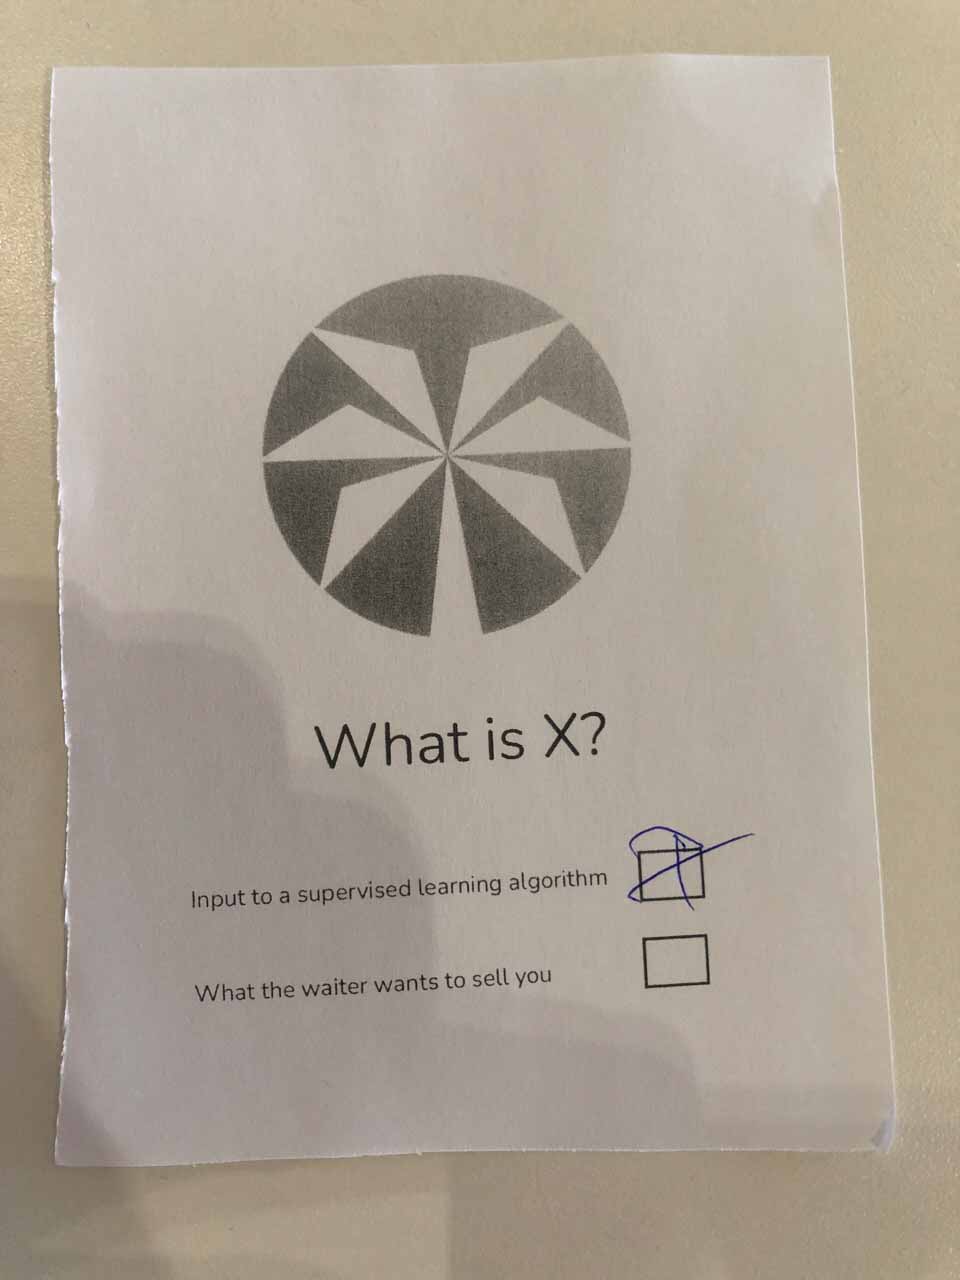 What is X?
Input to a supervised learning algorithm
What the waiter wants to sell you